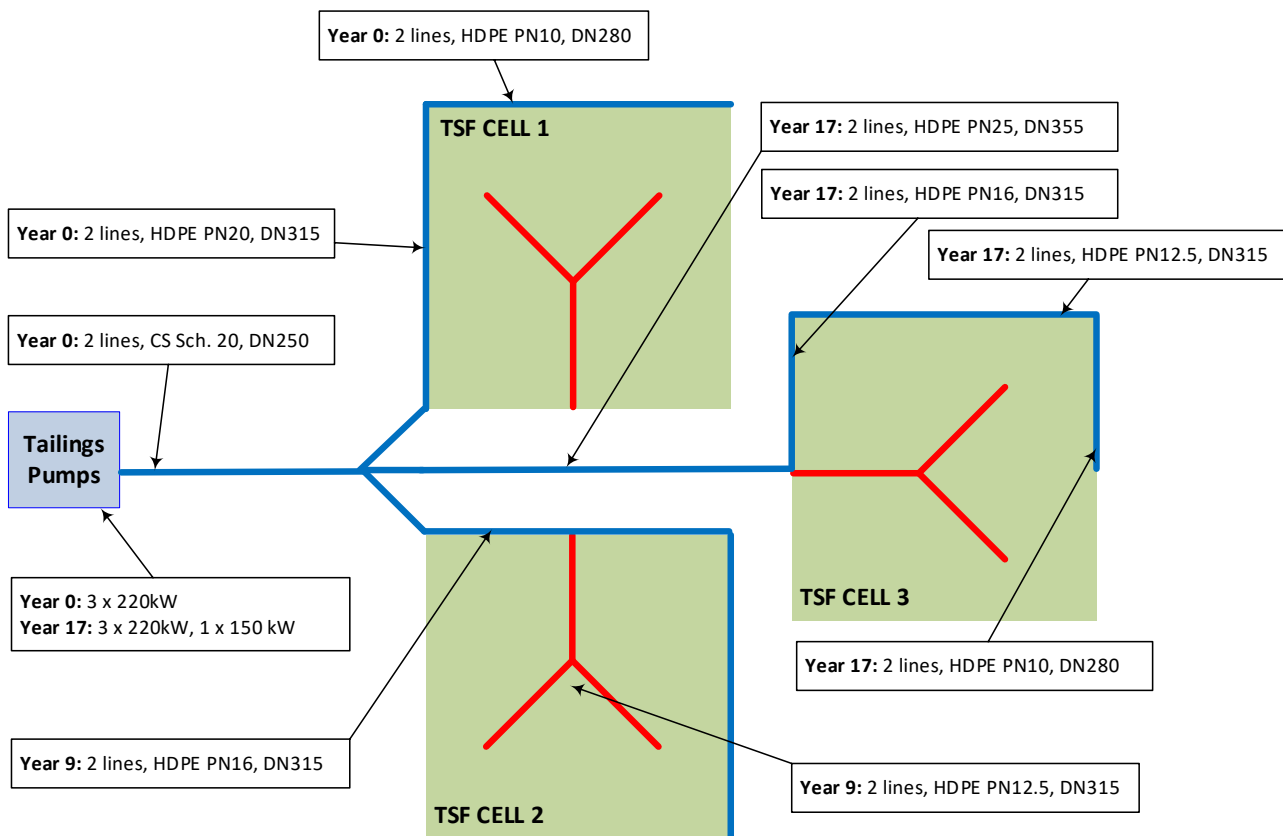 Year 0: 2 lines, HDPE PN10, DN280
TSF CELL 1
Year 17: 2 lines, HDPE PN25, DN355
Year 17: 2 lines, HDPE PN16, DN315
Year 0: 2 lines, HDPE PN20, DN315
Year 17: 2 lines, HDPE PN12.5, DN315
Year 0: 2 lines, CS Sch. 20, DN250
Tailings
Pumps
Year 0: 3 x 220kW
Year 17: 3 x 220kW, 1 x 150 kW
TSF CELL 3
Year 17: 2 lines, HDPE PN10, DN280
Year 9: 2 lines, HDPE PN16, DN315
Year 9: 2 lines, HDPE PN12.5, DN315
TSF CELL 2